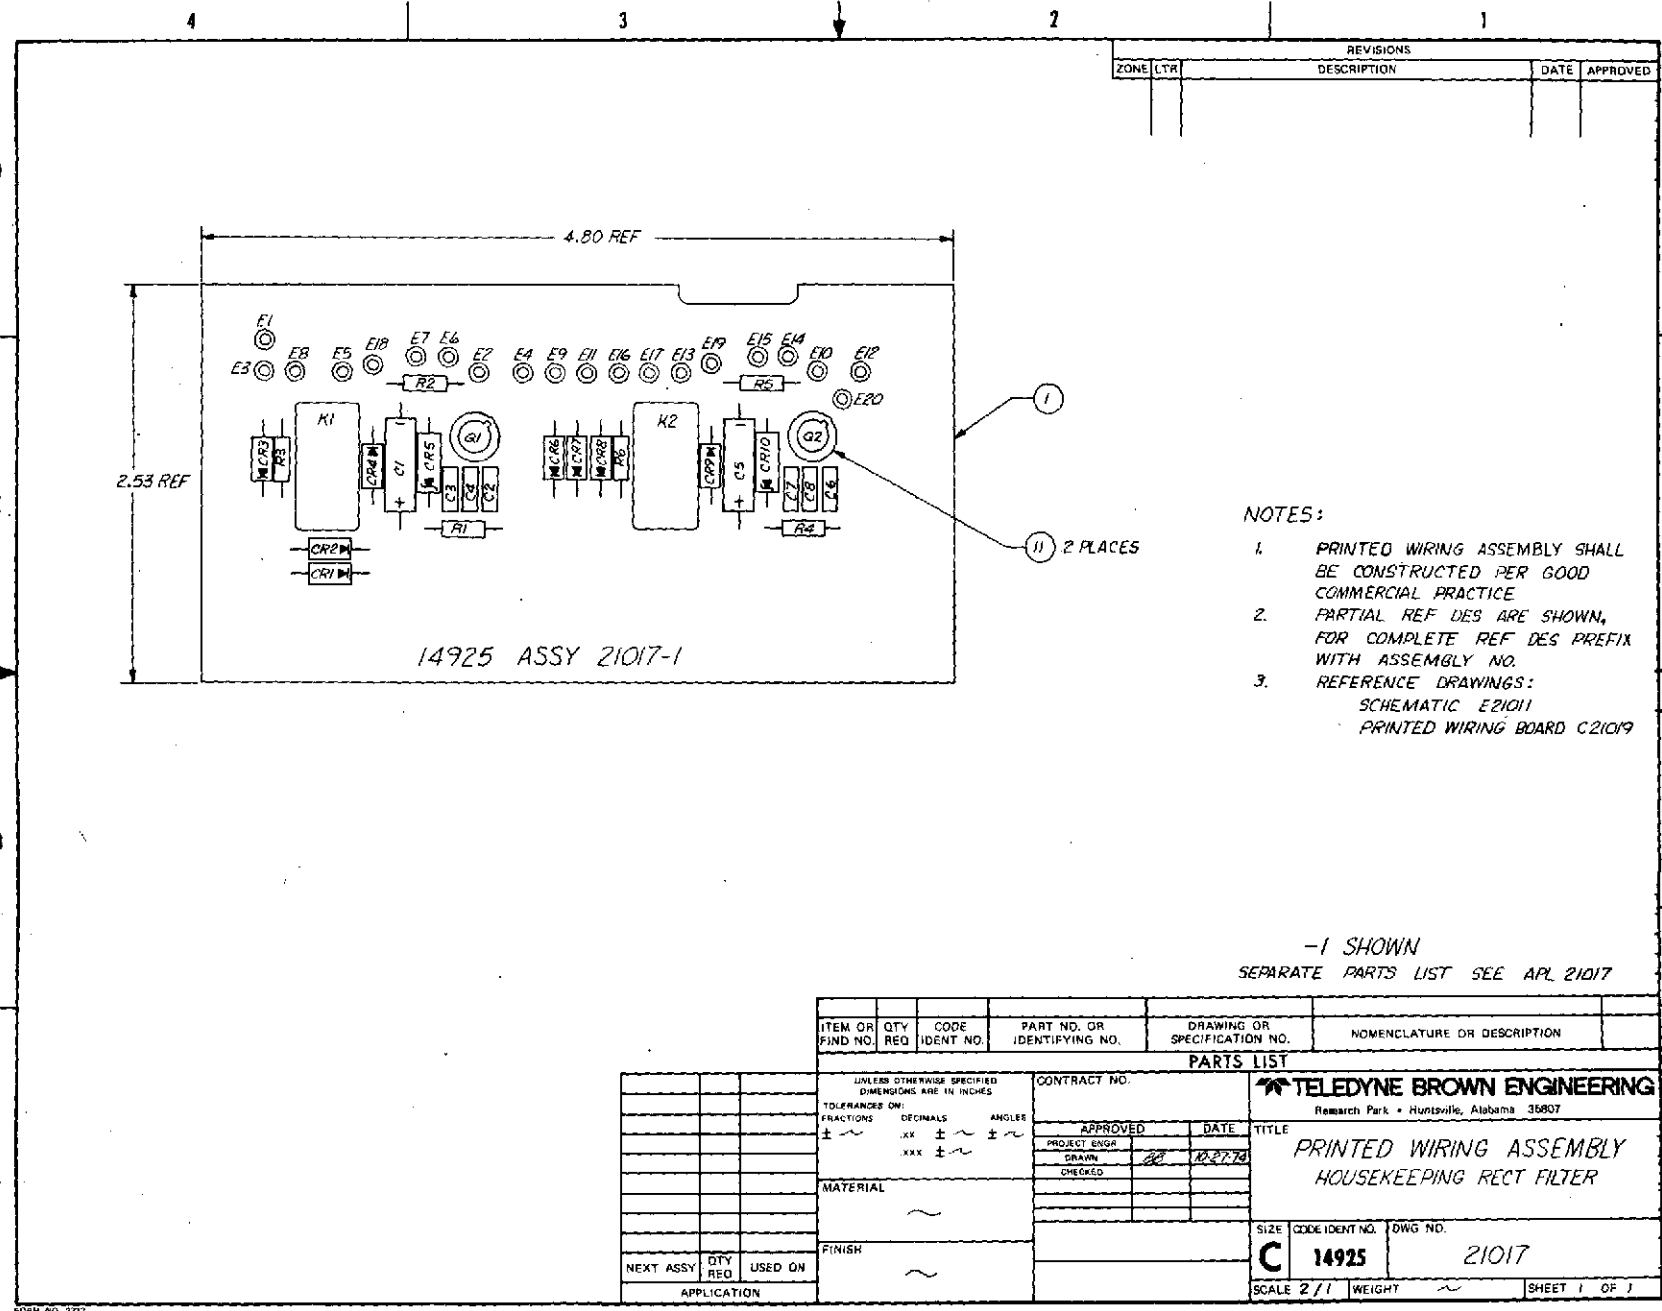 4 3 2 1
REVISIONS
ZONE LTR DESCRIPTION DATE APPROVED
4.80 REF
2.53 REF
E1
E3 E8 E5 E18 E7 E6 E2 E4 E9 E11 E16 E17 E13 E19 E15 E14 E10 E12
E20
R2 R5
K1 K2
Q1 Q2
CR3 R3 CR4 C1 CR5 C3 C4 C2
CR6 CR7 CR8 R6 CR9 C5 CR10 C7 C8 C6
- -
+ +
R1 R4
CR2
CR1
1
11 2 PLACES
14925 ASSY 21017-1
NOTES:
1. PRINTED WIRING ASSEMBLY SHALL
BE CONSTRUCTED PER GOOD
COMMERCIAL PRACTICE
2. PARTIAL REF DES ARE SHOWN,
FOR COMPLETE REF DES PREFIX
WITH ASSEMBLY NO.
3. REFERENCE DRAWINGS:
SCHEMATIC E21011
PRINTED WIRING BOARD C21019
-1 SHOWN
SEPARATE PARTS LIST SEE APL 21017
ITEM OR FIND NO. QTY REQ CODE IDENT NO. PART NO. OR IDENTIFYING NO. DRAWING OR SPECIFICATION NO. NOMENCLATURE OR DESCRIPTION
PARTS LIST
UNLESS OTHERWISE SPECIFIED
DIMENSIONS ARE IN INCHES
TOLERANCES ON:
FRACTIONS DECIMALS ANGLES
± ~ .XX ± ~ ± ~
.XXX ± ~
MATERIAL
~
FINISH
~
NEXT ASSY QTY REQ USED ON
APPLICATION
CONTRACT NO.
APPROVED DATE
PROJECT ENGR
DRAWN 10-27-74
CHECKED
TELEDYNE BROWN ENGINEERING
Research Park • Huntsville, Alabama 35807
TITLE
PRINTED WIRING ASSEMBLY
HOUSEKEEPING RECT FILTER
SIZE CODE IDENT NO. DWG NO.
C 14925 21017
SCALE 2/1 WEIGHT ~ SHEET 1 OF 1